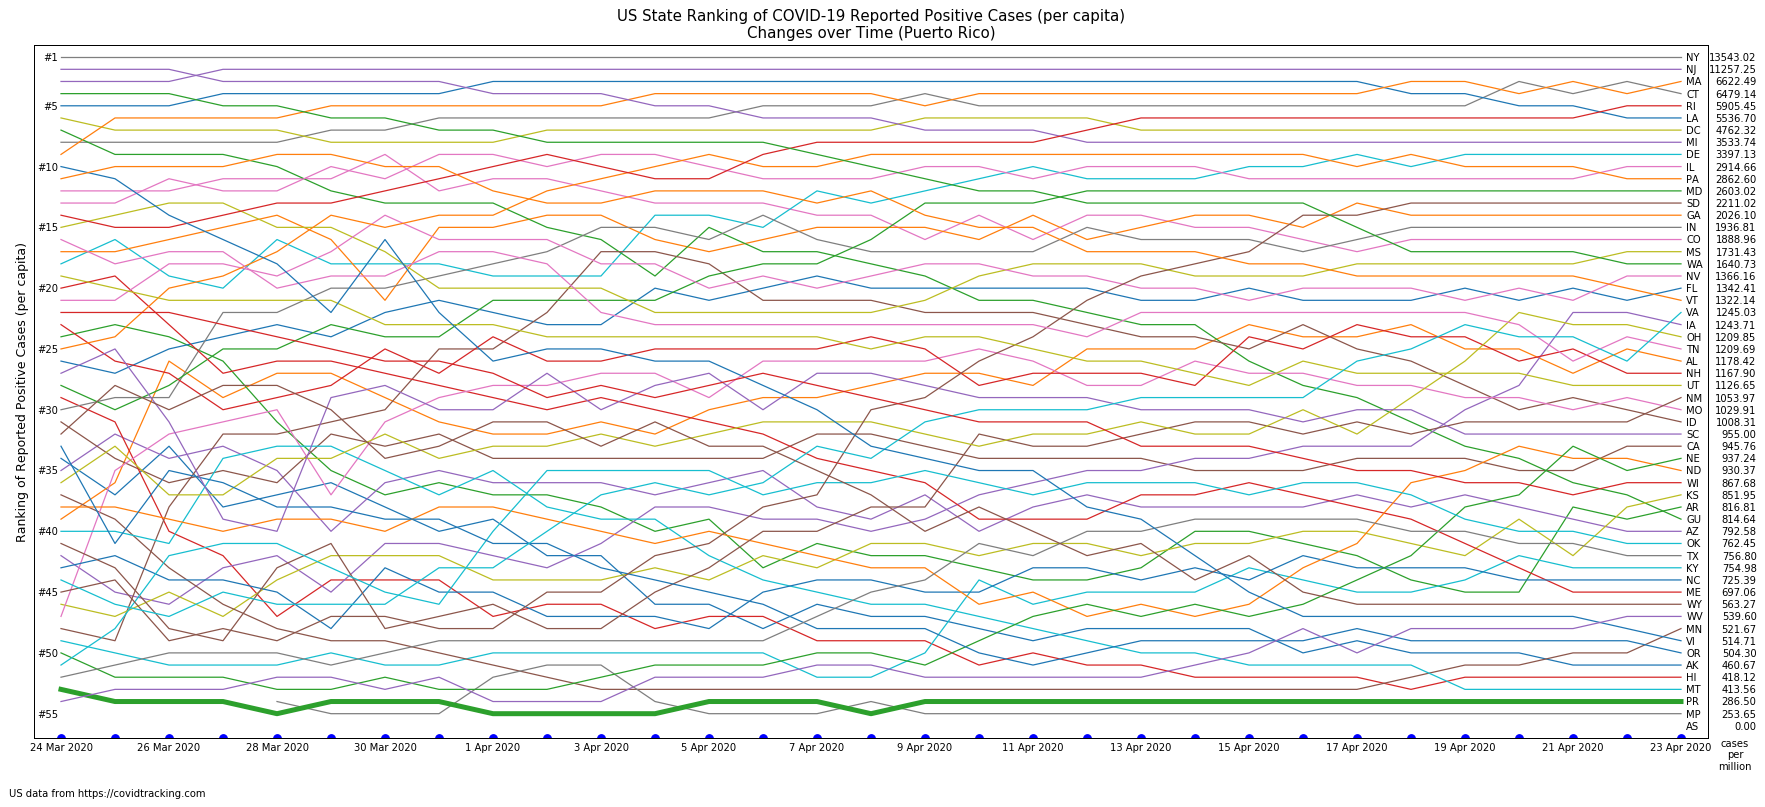 US State Ranking of COVID-19 Reported Positive Cases (per capita)
Changes over Time (Puerto Rico)
Ranking of Reported Positive Cases (per capita)
#1
#5
#10
#15
#20
#25
#30
#35
#40
#45
#50
#55
NY 13543.02
NJ 11257.25
MA 6622.49
CT 6479.14
RI 5905.45
LA 5536.70
DC 4762.32
MI 3533.74
DE 3397.13
IL 2914.66
PA 2862.60
MD 2603.02
SD 2211.02
GA 2026.10
IN 1936.81
CO 1888.96
MS 1731.43
WA 1640.73
NV 1366.16
FL 1342.41
VT 1322.14
VA 1245.03
IA 1243.71
OH 1209.85
TN 1209.69
AL 1178.42
NH 1167.90
UT 1126.65
NM 1053.97
MO 1029.91
ID 1008.31
SC 955.00
CA 945.76
NE 937.24
ND 930.37
WI 867.68
KS 851.95
AR 816.81
GU 814.64
AZ 792.58
OK 762.45
TX 756.80
KY 754.98
NC 725.39
ME 697.06
WY 563.27
WV 539.60
MN 521.67
VI 514.71
OR 504.30
AK 460.67
HI 418.12
MT 413.56
PR 286.50
MP 253.65
AS 0.00
24 Mar 2020 26 Mar 2020 28 Mar 2020 30 Mar 2020 1 Apr 2020 3 Apr 2020 5 Apr 2020 7 Apr 2020 9 Apr 2020 11 Apr 2020 13 Apr 2020 15 Apr 2020 17 Apr 2020 19 Apr 2020 21 Apr 2020 23 Apr 2020
cases
per
million
US data from https://covidtracking.com